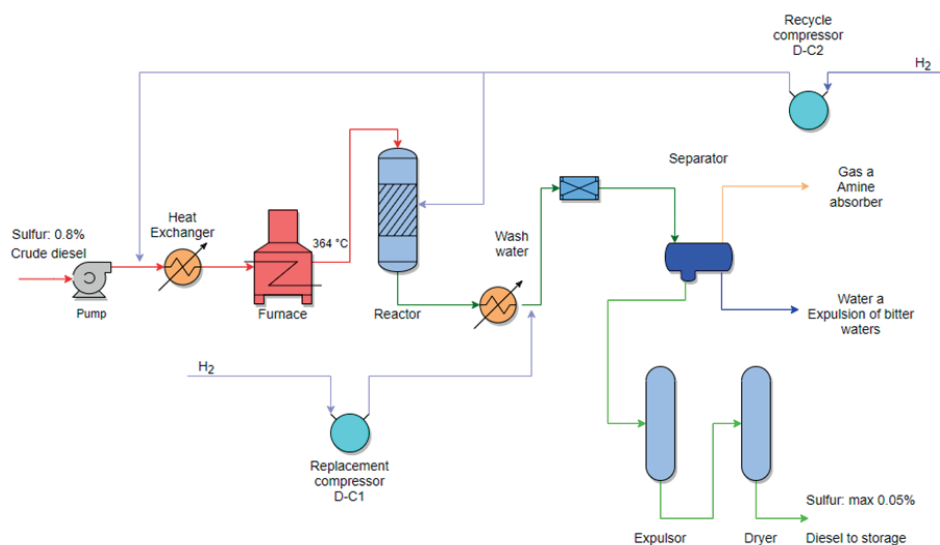 Recycle
compressor
D-C2
H₂
Separator
Gas a
Amine
absorber
Heat
Exchanger
Sulfur: 0.8%
Crude diesel
364 °C
Wash
water
Pump
Furnace
Reactor
Water a
Expulsion of bitter
waters
H₂
Replacement
compressor
D-C1
Sulfur: max 0.05%
Expulsor
Dryer
Diesel to storage